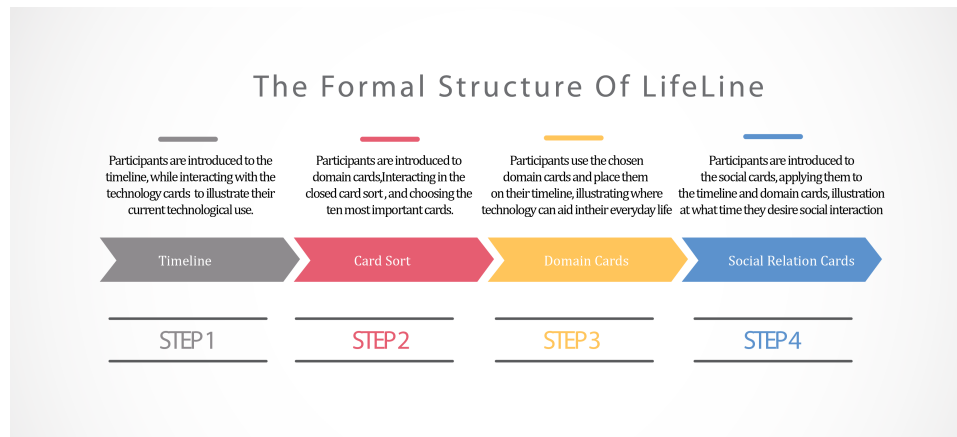 The Formal Structure Of LifeLine
Participants are introduced to the
timeline, while interacting with the
technology cards to illustrate their
current technological use.
Participants are introduced to
domain cards,Interacting in the
closed card sort , and choosing the
ten most important cards.
Participants use the chosen
domain cards and place them
on their timeline, illustrating where
technology can aid intheir everyday life
Participants are introduced to
the social cards, applying them to
the timeline and domain cards, illustration
at what time they desire social interaction
Timeline
Card Sort
Domain Cards
Social Relation Cards
STEP 1
STEP 2
STEP 3
STEP 4